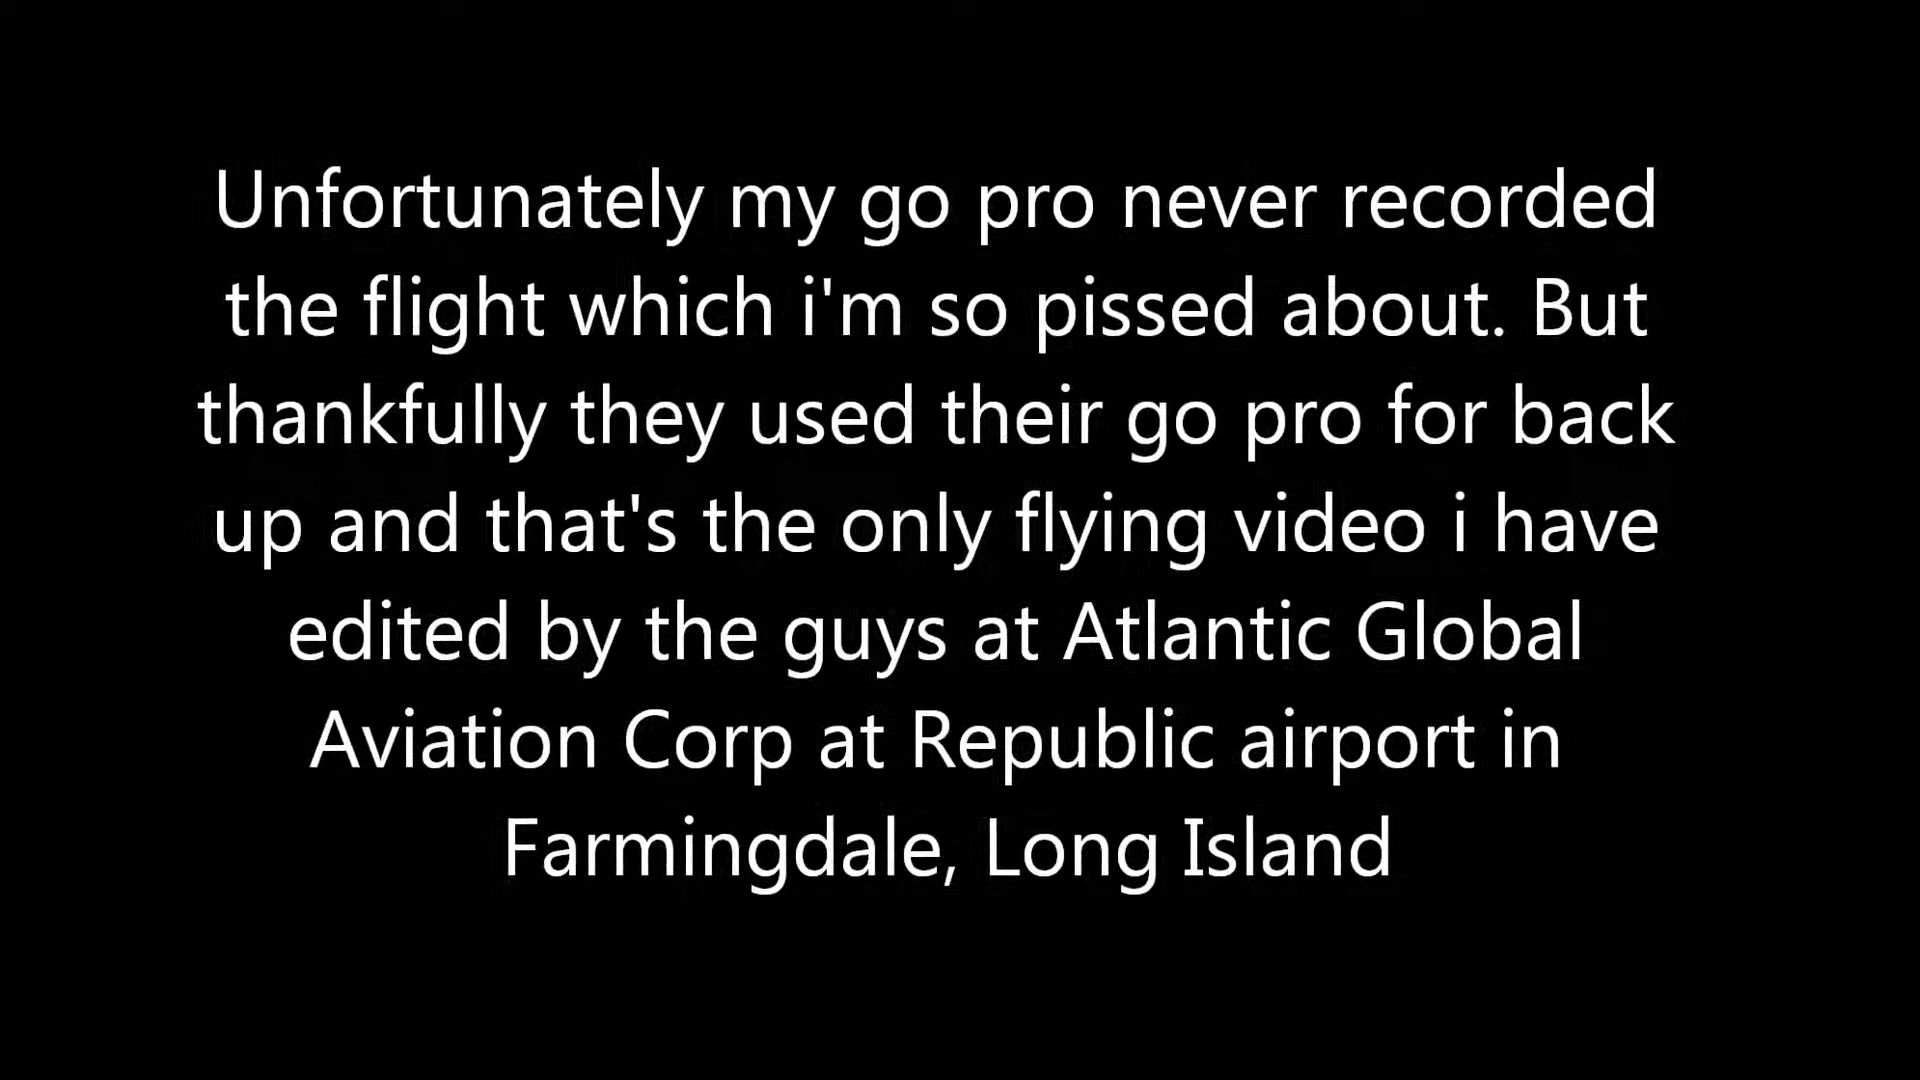 Unfortunately my go pro never recorded
the flight which i'm so pissed about. But
thankfully they used their go pro for back
up and that's the only flying video i have
edited by the guys at Atlantic Global
Aviation Corp at Republic airport in
Farmingdale, Long Island